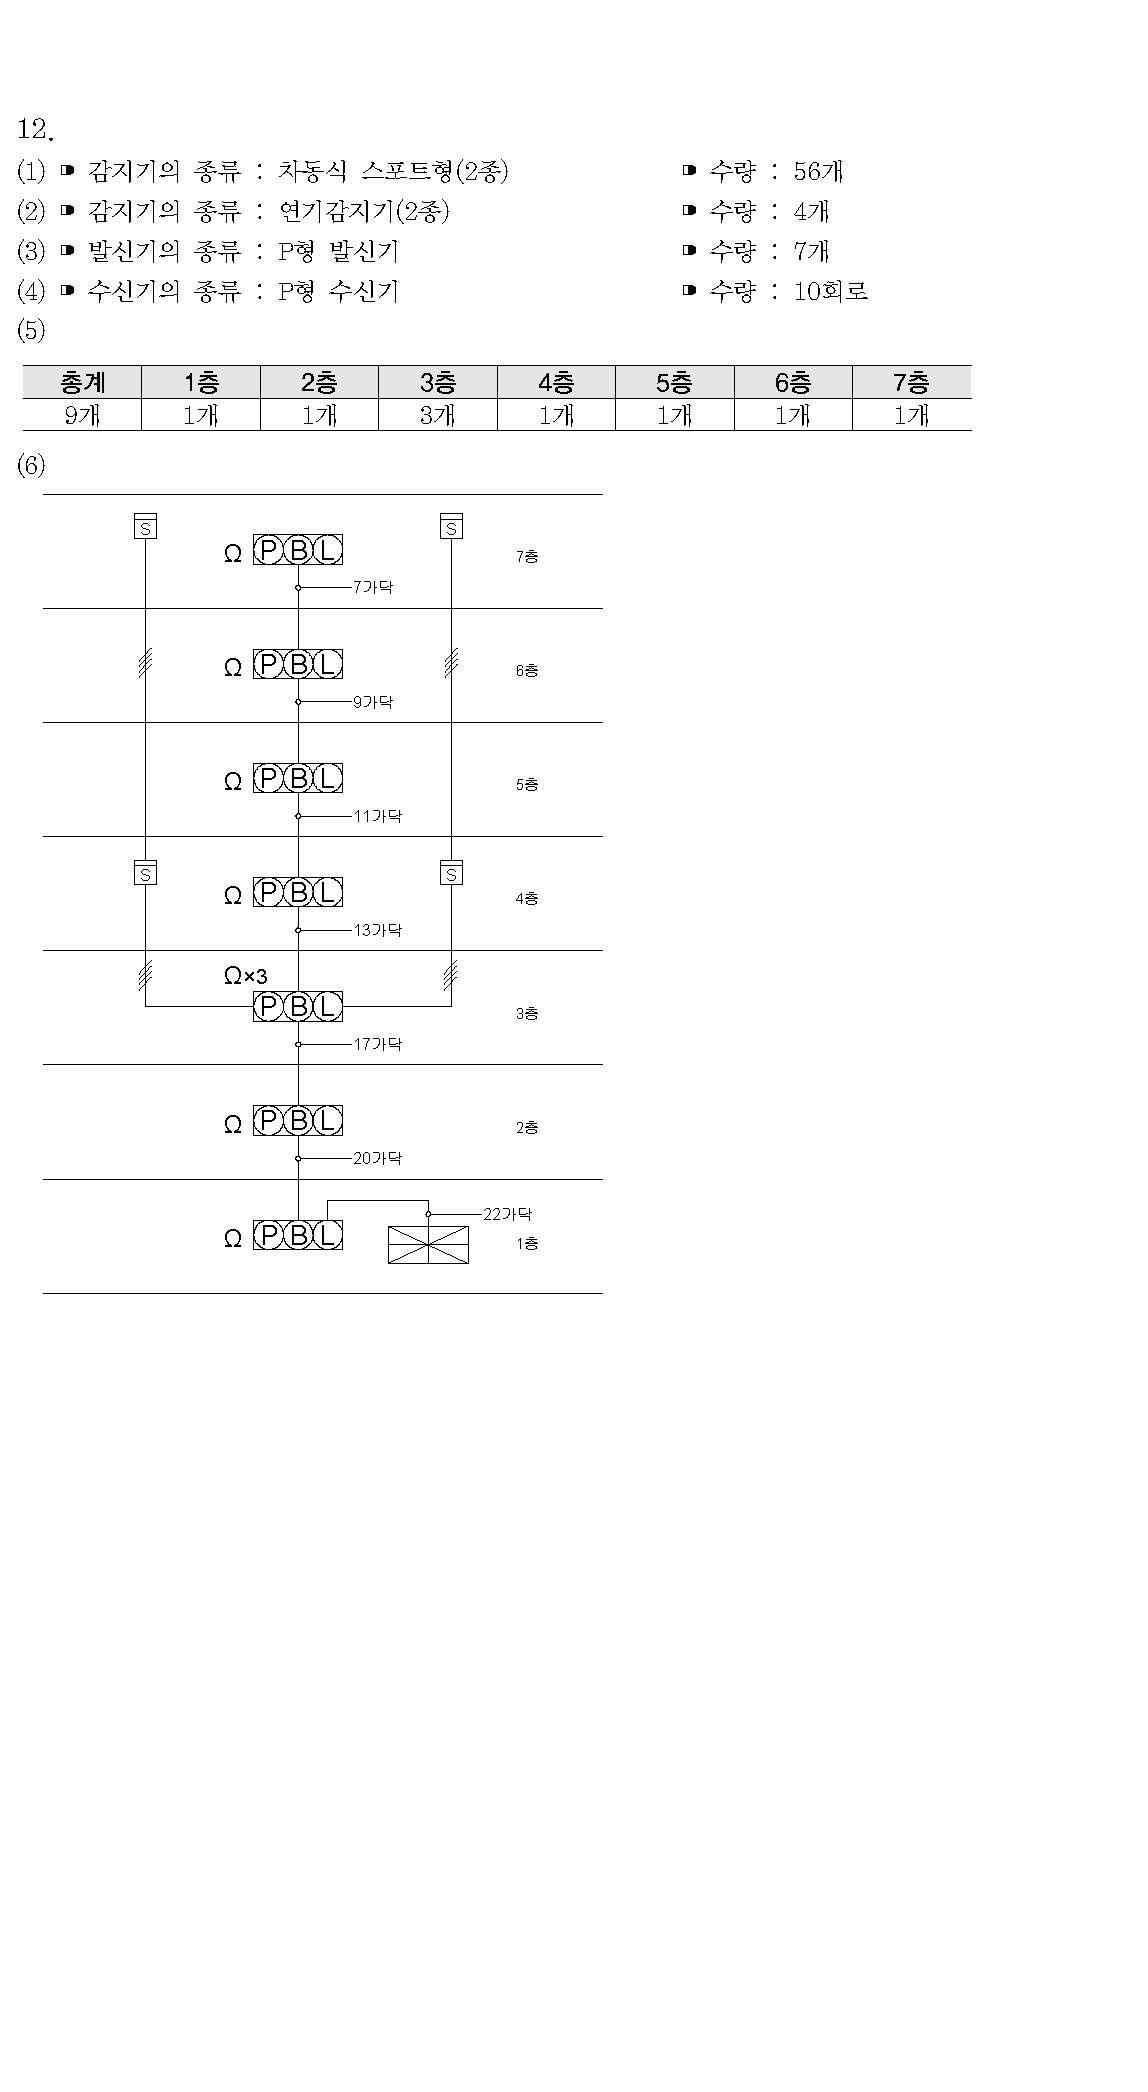 12.
(1) 감지기의 종류 : 차동식 스포트형(2종) 수량 : 56개
(2) 감지기의 종류 : 연기감지기(2종) 수량 : 4개
(3) 발신기의 종류 : P형 발신기 수량 : 7개
(4) 수신기의 종류 : P형 수신기 수량 : 10회로
(5)
총계 1층 2층 3층 4층 5층 6층 7층
9개 1개 1개 3개 1개 1개 1개 1개
(6)
S S
Ω P B L 7층
7가닥
Ω P B L 6층
9가닥
Ω P B L 5층
11가닥
S S
Ω P B L 4층
13가닥
Ω×3
P B L 3층
17가닥
Ω P B L 2층
20가닥
22가닥
Ω P B L 1층